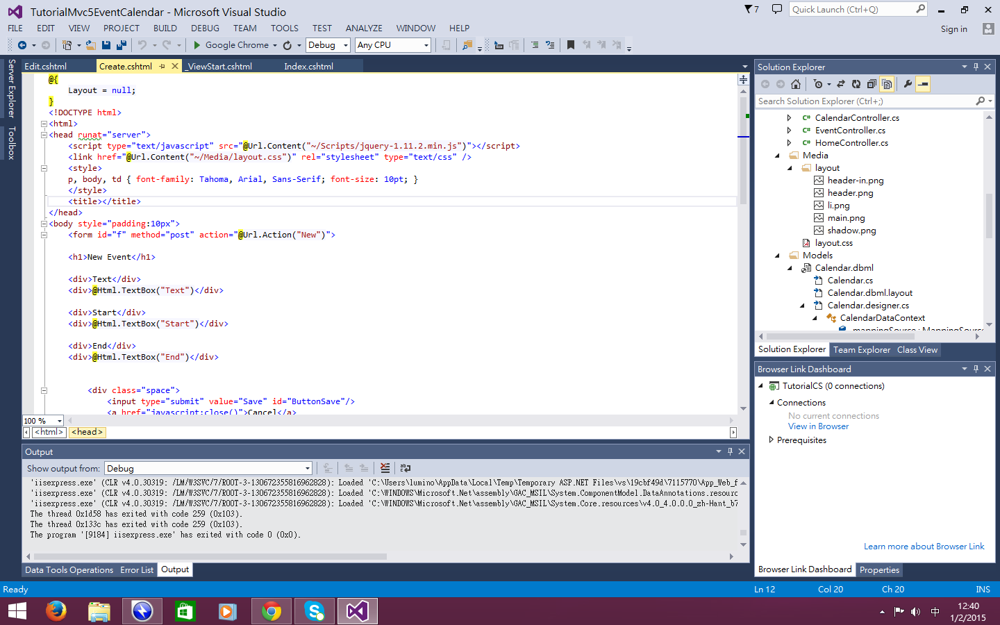 TutorialMvc5EventCalendar - Microsoft Visual Studio
7
Quick Launch (Ctrl+Q)
FILE EDIT VIEW PROJECT BUILD DEBUG TEAM TOOLS TEST ANALYZE WINDOW HELP
Sign in
Google Chrome
Debug
Any CPU
Server Explorer
Toolbox
Edit.cshtml
Create.cshtml
_ViewStart.cshtml
Index.cshtml
@{
Layout = null;
}
<!DOCTYPE html>
<html>
<head runat="server">
<script type="text/javascript" src="@Url.Content("~/Scripts/jquery-1.11.2.min.js")"></script>
<link href="@Url.Content("~/Media/layout.css")" rel="stylesheet" type="text/css" />
<style>
p, body, td { font-family: Tahoma, Arial, Sans-Serif; font-size: 10pt; }
</style>
<title></title>
</head>
<body style="padding:10px">
<form id="f" method="post" action="@Url.Action("New")">
<h1>New Event</h1>
<div>Text</div>
<div>@Html.TextBox("Text")</div>
<div>Start</div>
<div>@Html.TextBox("Start")</div>
<div>End</div>
<div>@Html.TextBox("End")</div>
<div class="space">
<input type="submit" value="Save" id="ButtonSave"/>
<a href="javascript:close()">Cancel</a>
100 %
<html> <head>
Output
Show output from: Debug
'iisexpress.exe' (CLR v4.0.30319: /LM/W3SVC/7/ROOT-3-130672355816962828): Loaded 'C:\Users\lumino\AppData\Local\Temp\Temporary ASP.NET Files\vs\19cbf49d\7115770\App_Web_f
'iisexpress.exe' (CLR v4.0.30319: /LM/W3SVC/7/ROOT-3-130672355816962828): Loaded 'C:\WINDOWS\Microsoft.Net\assembly\GAC_MSIL\System.ComponentModel.DataAnnotations.resourc
'iisexpress.exe' (CLR v4.0.30319: /LM/W3SVC/7/ROOT-3-130672355816962828): Loaded 'C:\WINDOWS\Microsoft.Net\assembly\GAC_MSIL\System.Core.resources\v4.0_4.0.0.0_zh-Hant_b7
The thread 0x1d58 has exited with code 259 (0x103).
The thread 0x133c has exited with code 259 (0x103).
The program '[9184] iisexpress.exe' has exited with code 0 (0x0).
Data Tools Operations Error List Output
Solution Explorer
Search Solution Explorer (Ctrl+;)
C# CalendarController.cs
C# EventController.cs
C# HomeController.cs
Media
layout
header-in.png
header.png
li.png
main.png
shadow.png
layout.css
Models
Calendar.dbml
Calendar.cs
Calendar.dbml.layout
Calendar.designer.cs
CalendarDataContext
mappingSource : MappingSource
Solution Explorer Team Explorer Class View
Browser Link Dashboard
TutorialCS (0 connections)
Connections
No current connections
View in Browser
Prerequisites
Learn more about Browser Link
Browser Link Dashboard Properties
Ready
Ln 12 Col 20 Ch 20 INS
中
12:40
1/2/2015